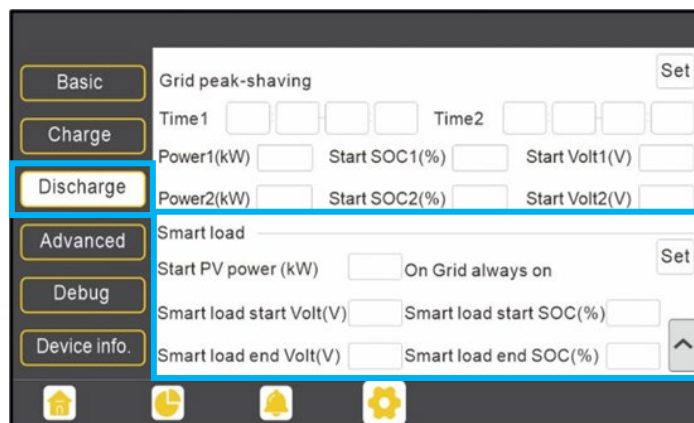 Basic
Charge
Discharge
Advanced
Debug
Device info.
Grid peak-shaving Set
Time1 Time2
Power1(kW) Start SOC1(%) Start Volt1(V)
Power2(kW) Start SOC2(%) Start Volt2(V)
Smart load Set
Start PV power (kW) On Grid always on
Smart load start Volt(V) Smart load start SOC(%)
Smart load end Volt(V) Smart load end SOC(%)